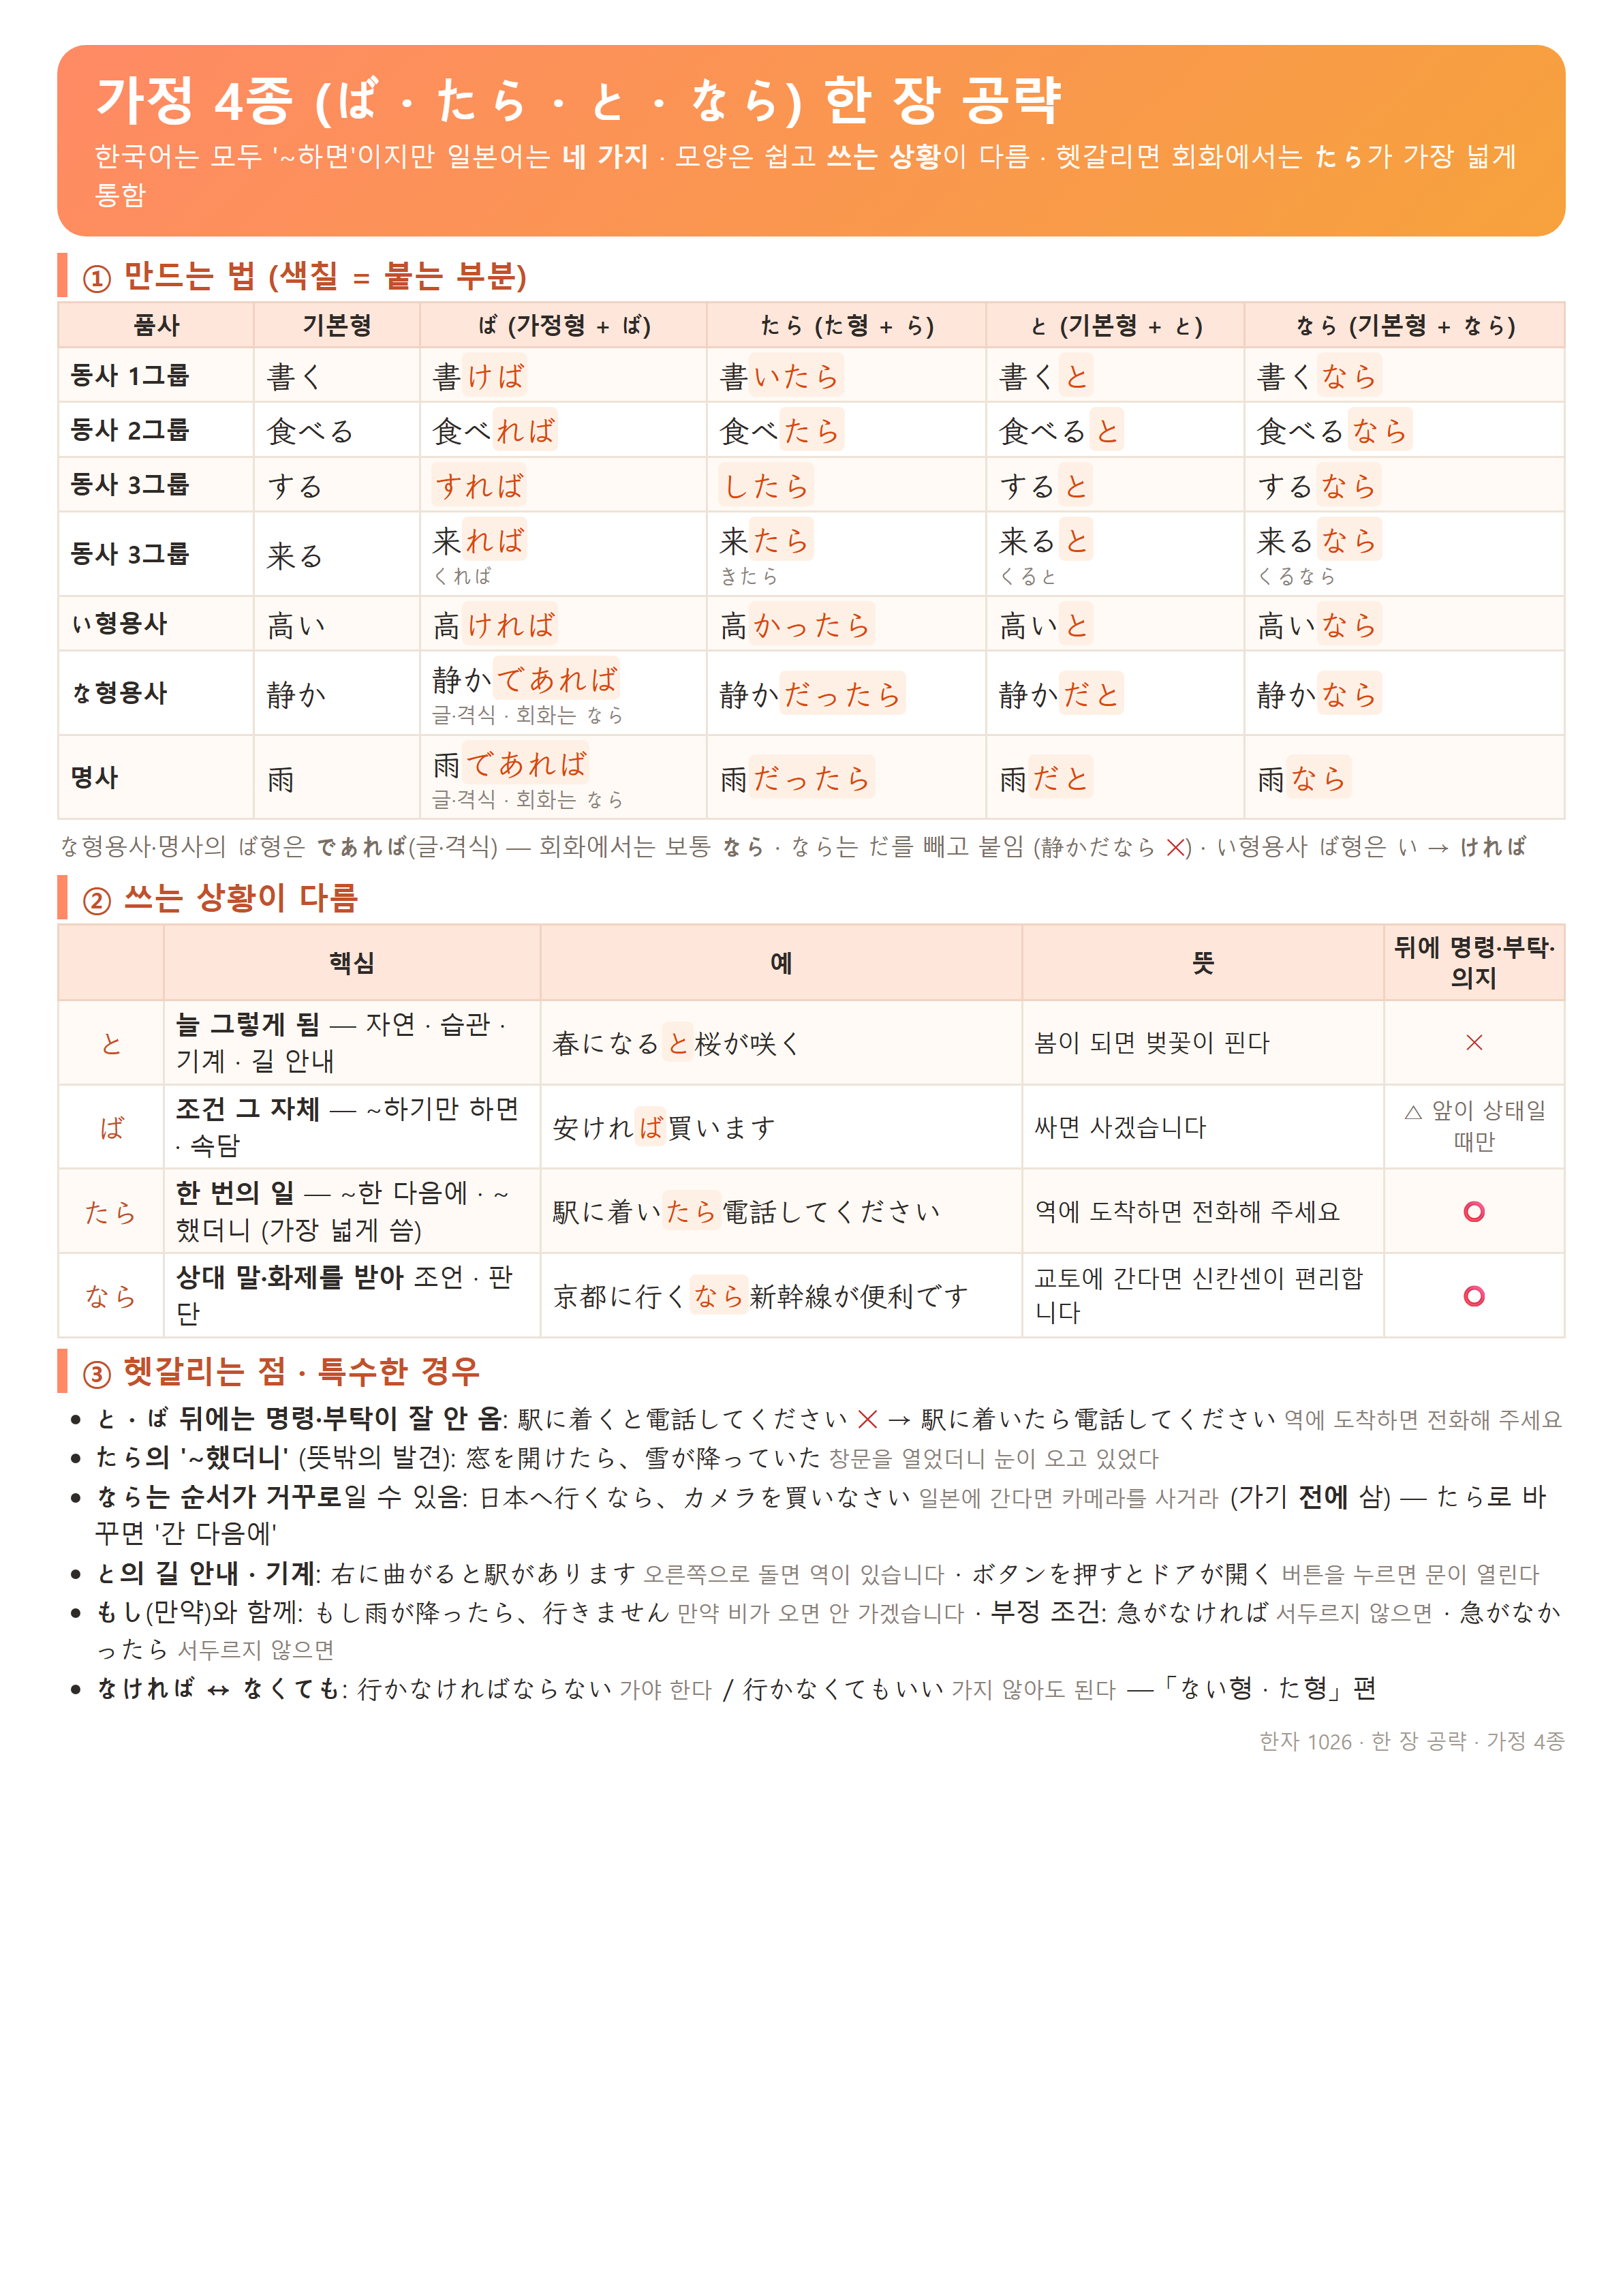 가정 4종 (ば · たら · と · なら) 한 장 공략
한국어는 모두 '~하면'이지만 일본어는 네 가지 · 모양은 쉽고 쓰는 상황이 다름 · 헷갈리면 회화에서는 たら가 가장 넓게
통함
① 만드는 법 (색칠 = 붙는 부분)
품사 기본형 ば (가정형 + ば) たら (た형 + ら) と (기본형 + と) なら (기본형 + なら)
동사 1그룹 書く 書けば 書いたら 書くと 書くなら
동사 2그룹 食べる 食べれば 食べたら 食べると 食べるなら
동사 3그룹 する すれば したら すると するなら
동사 3그룹 来る 来れば 来たら 来ると 来るなら
くれば きたら くると くるなら
い형용사 高い 高ければ 高かったら 高いと 高いなら
な형용사 静か 静かであれば 静かだったら 静かだと 静かなら
글·격식 · 회화는 なら
명사 雨 雨であれば 雨だったら 雨だと 雨なら
글·격식 · 회화는 なら
な형용사·명사의 ば형은 であれば(글·격식) — 회화에서는 보통 なら · なら는 だ를 빼고 붙임 (静かだなら ×) · い형용사 ば형은 い → ければ
② 쓰는 상황이 다름
핵심 예 뜻 뒤에 명령·부탁·
의지
と 늘 그렇게 됨 — 자연 · 습관 ·
기계 · 길 안내 春になると桜が咲く 봄이 되면 벚꽃이 핀다 ×
ば 조건 그 자체 — ~하기만 하면
· 속담 安ければ買います 싸면 사겠습니다 △ 앞이 상태일
때만
たら 한 번의 일 — ~한 다음에 · ~
했더니 (가장 넓게 씀) 駅に着いたら電話してください 역에 도착하면 전화해 주세요 ⭕
なら 상대 말·화제를 받아 조언 · 판
단 京都に行くなら新幹線が便利です 교토에 간다면 신칸센이 편리합
니다 ⭕
③ 헷갈리는 점 · 특수한 경우
• と · ば 뒤에는 명령·부탁이 잘 안 옴: 駅に着くと電話してください × → 駅に着いたら電話してください 역에 도착하면 전화해 주세요
• たら의 '~했더니' (뜻밖의 발견): 窓を開けたら、雪が降っていた 창문을 열었더니 눈이 오고 있었다
• なら는 순서가 거꾸로일 수 있음: 日本へ行くなら、カメラを買いなさい 일본에 간다면 카메라를 사거라 (가기 전에 삼) — たら로 바
꾸면 '간 다음에'
• と의 길 안내 · 기계: 右に曲がると駅があります 오른쪽으로 돌면 역이 있습니다 · ボタンを押すとドアが開く 버튼을 누르면 문이 열린다
• もし(만약)와 함께: もし雨が降ったら、行きません 만약 비가 오면 안 가겠습니다 · 부정 조건: 急がなければ 서두르지 않으면 · 急がなか
ったら 서두르지 않으면
• なければ ↔ なくても: 行かなければならない 가야 한다 / 行かなくてもいい 가지 않아도 된다 —「ない형 · た형」편
한자 1026 · 한 장 공략 · 가정 4종